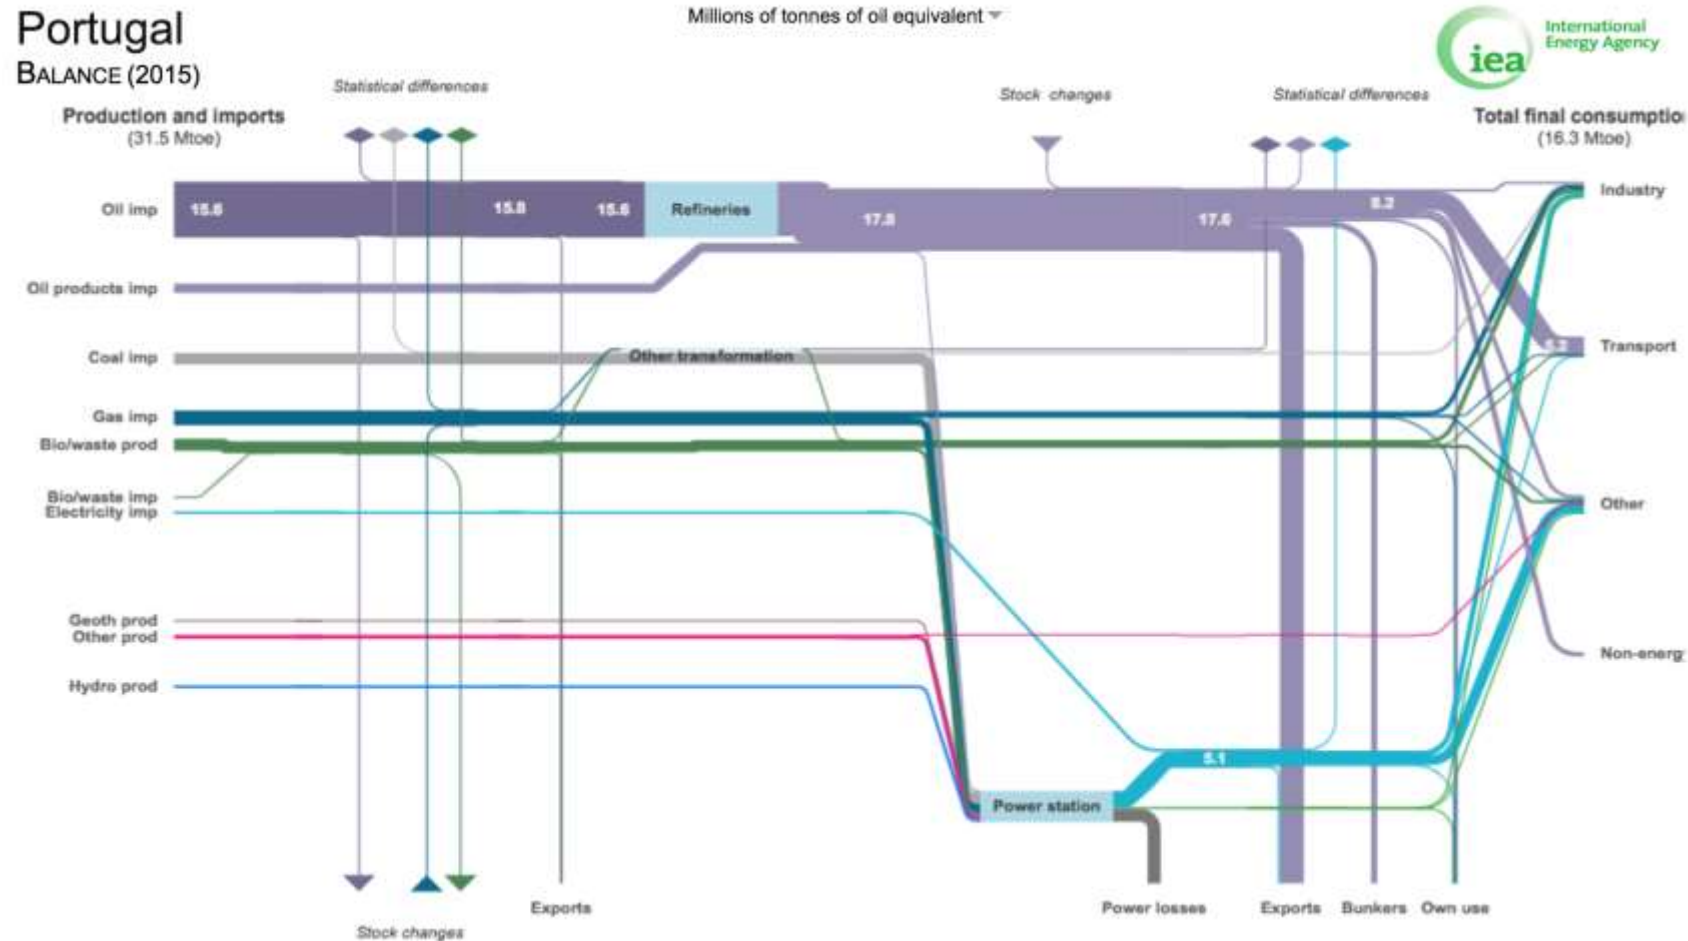 Portugal
BALANCE (2015)
Millions of tonnes of oil equivalent
iea
International
Energy Agency
Statistical differences
Stock changes
Statistical differences
Production and imports
(31.5 Mtoe)
Total final consumptio
(16.3 Mtoe)
Oil imp
15.6
15.8
15.6
Refineries
17.8
17.6
8.2
Industry
Oil products imp
Coal imp
Other transformation
Transport
Gas imp
Bio/waste prod
Bio/waste imp
Electricity imp
Other
Geoth prod
Other prod
Non-energ
Hydro prod
5.1
Power station
Exports
Power losses
Exports
Bunkers
Own use
Stock changes